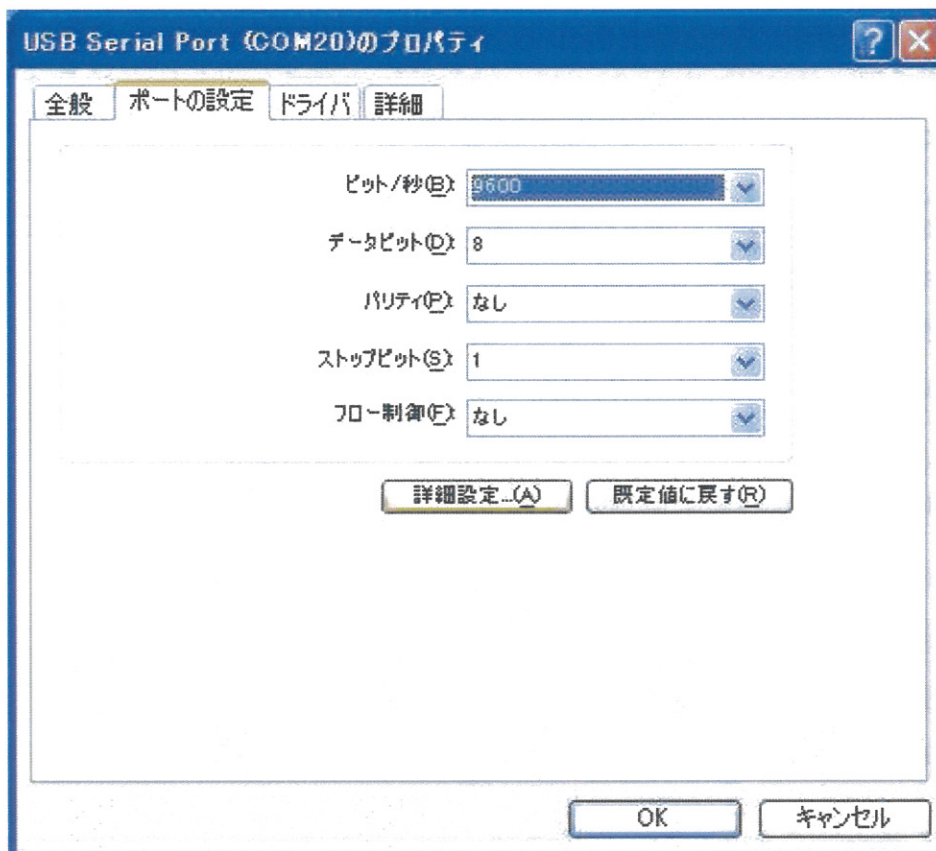 USB Serial Port (COM20)のプロパティ
全般 ポートの設定 ドライバ 詳細
ビット/秒(B): 9600
データビット(D): 8
パリティ(P): なし
ストップビット(S): 1
フロー制御(F): なし
詳細設定...(A) 既定値に戻す(R)
OK キャンセル